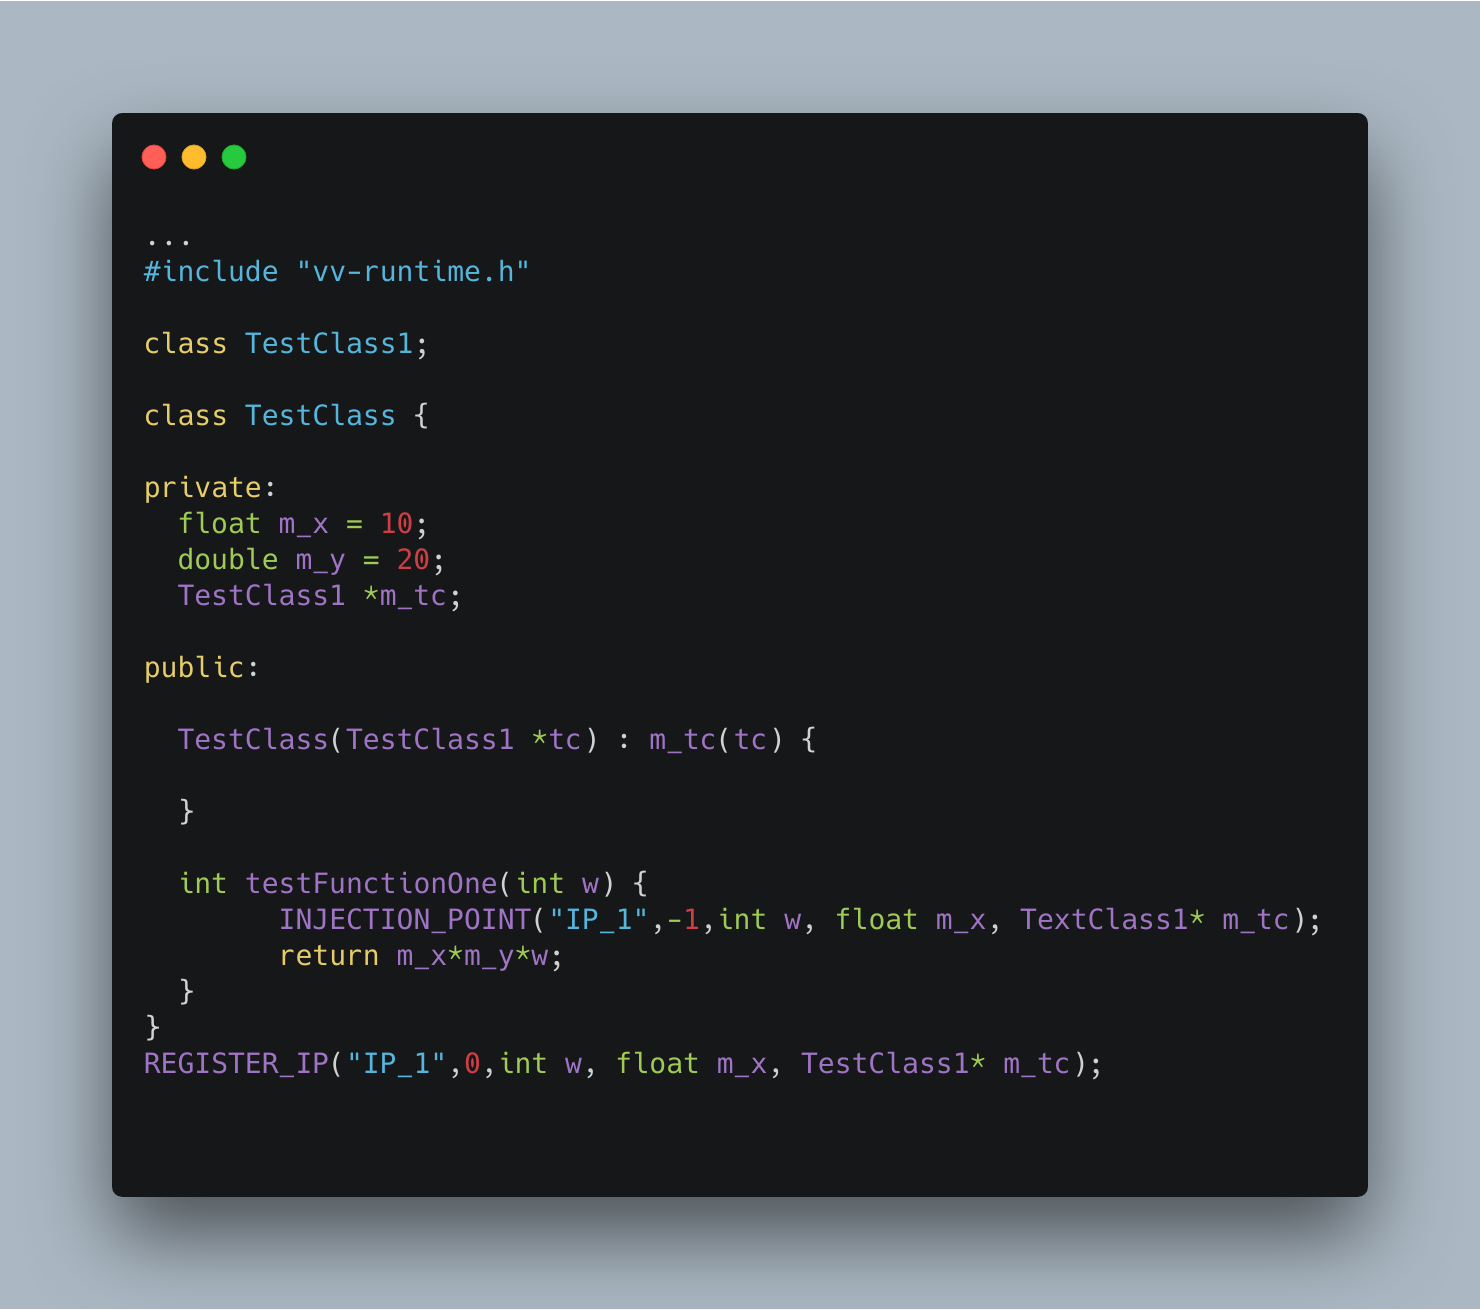 ...
#include "vv-runtime.h"
class TestClass1;
class TestClass {
private:
float m_x = 10;
double m_y = 20;
TestClass1 *m_tc;
public:
TestClass(TestClass1 *tc) : m_tc(tc) {
}
int testFunctionOne(int w) {
INJECTION_POINT("IP_1",-1,int w, float m_x, TextClass1* m_tc);
return m_x*m_y*w;
}
}
REGISTER_IP("IP_1",0,int w, float m_x, TestClass1* m_tc);